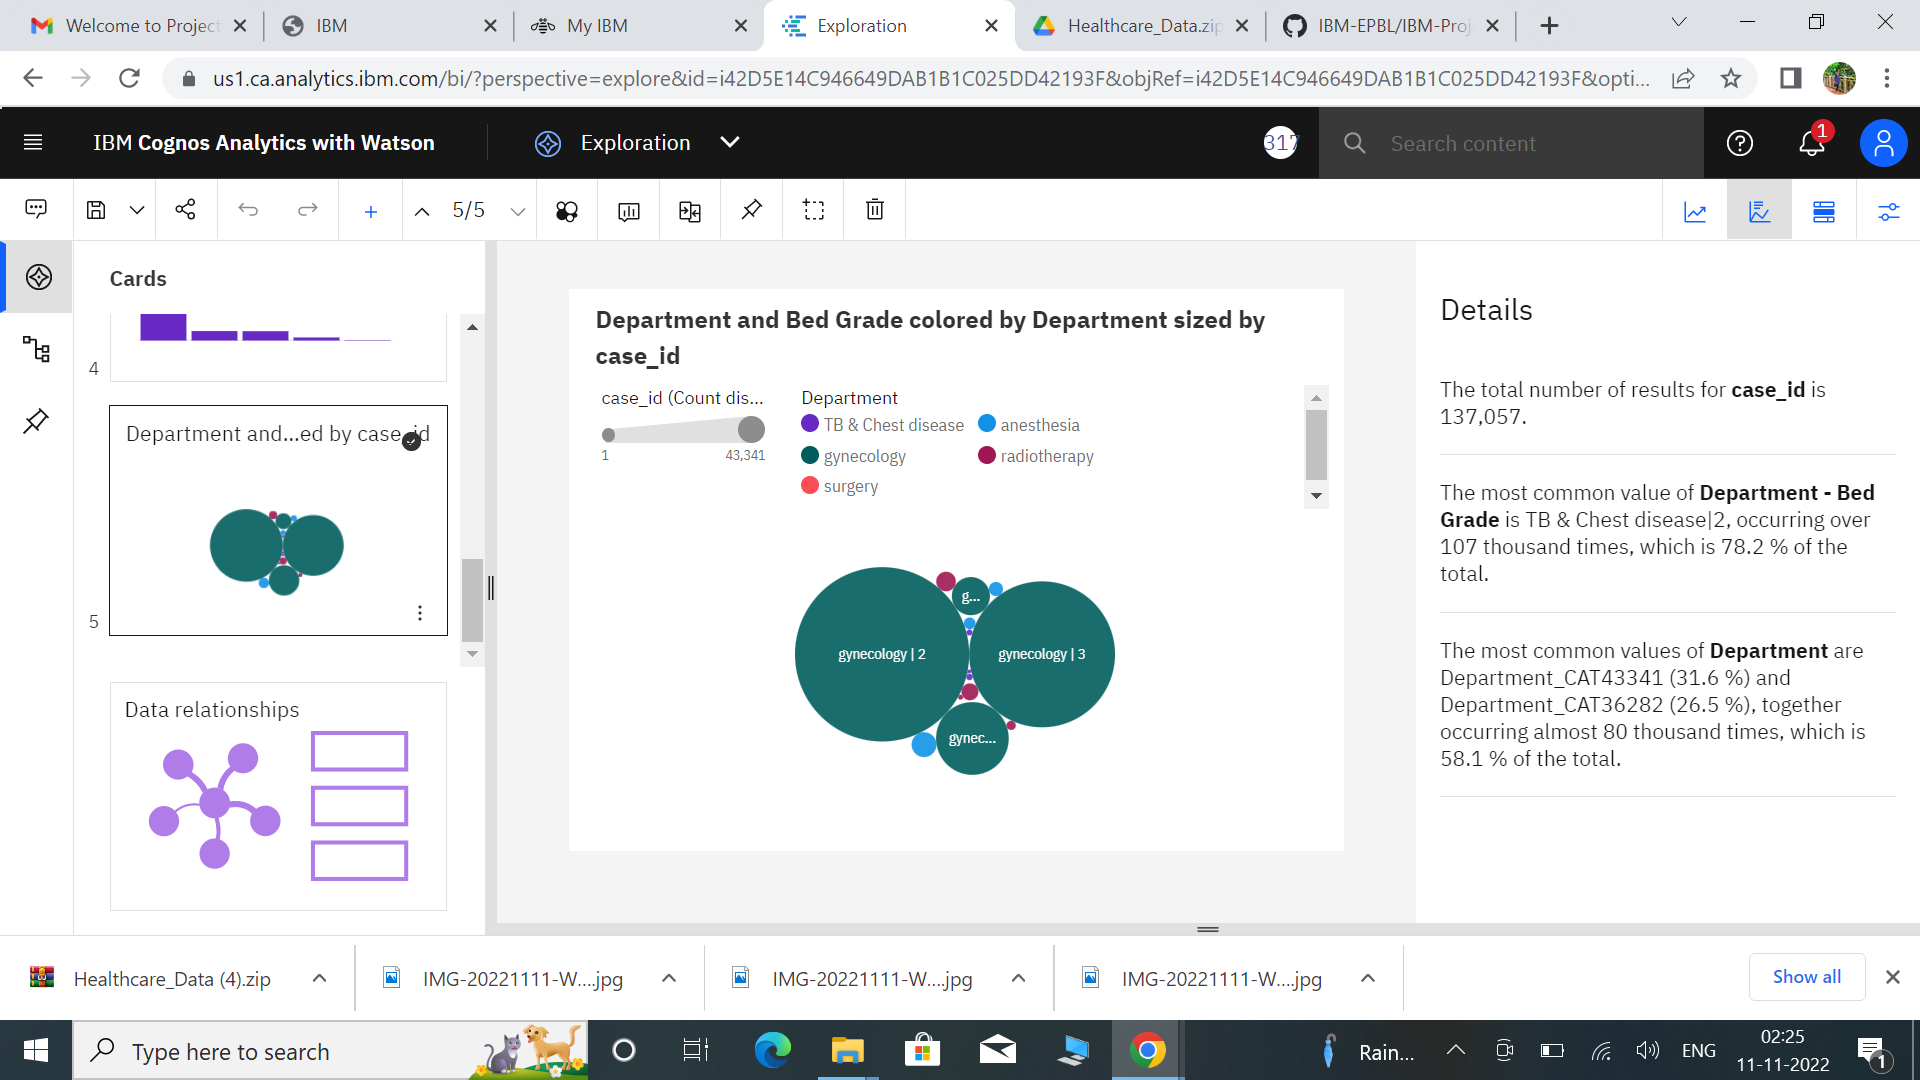 Welcome to Project
IBM
My IBM
Exploration
Healthcare_Data.zip
IBM-EPBL/IBM-Proj
us1.ca.analytics.ibm.com/bi/?perspective=explore&id=i42D5E14C946649DAB1B1C025DD42193F&objRef=i42D5E14C946649DAB1B1C025DD42193F&opti...
IBM Cognos Analytics with Watson
Exploration
317
Search content
1
5/5
Cards
4
Department and...ed by case_id
5
Data relationships
Department and Bed Grade colored by Department sized by
case_id
case_id (Count dis...
1
43,341
Department
TB & Chest disease
anesthesia
gynecology
radiotherapy
surgery
g...
gynecology | 2
gynecology | 3
gynec...
Details
The total number of results for case_id is
137,057.
The most common value of Department - Bed
Grade is TB & Chest disease|2, occurring over
107 thousand times, which is 78.2 % of the
total.
The most common values of Department are
Department_CAT43341 (31.6 %) and
Department_CAT36282 (26.5 %), together
occurring almost 80 thousand times, which is
58.1 % of the total.
Healthcare_Data (4).zip
IMG-20221111-W....jpg
IMG-20221111-W....jpg
IMG-20221111-W....jpg
Show all
Type here to search
Rain...
ENG
02:25
11-11-2022
1